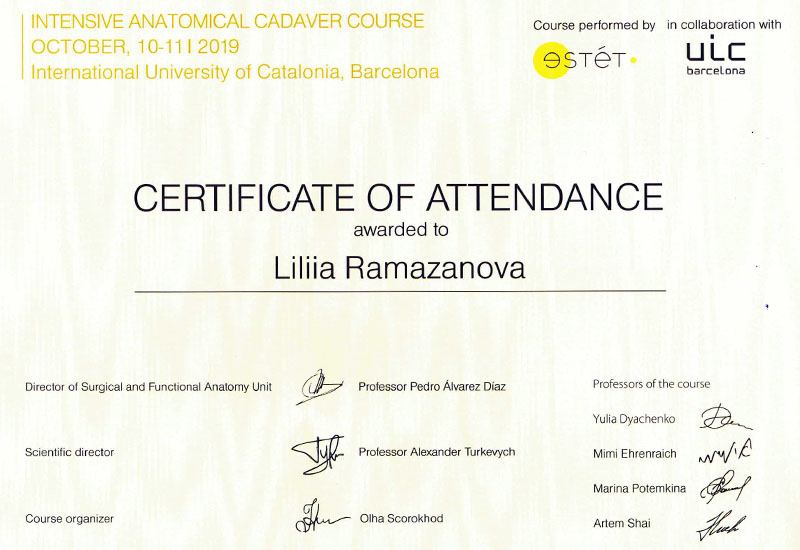 INTENSIVE ANATOMICAL CADAVER COURSE
OCTOBER, 10-11 I 2019
International University of Catalonia, Barcelona
Course performed by
in collaboration with
estét
uic
barcelona
CERTIFICATE OF ATTENDANCE
awarded to
Liliia Ramazanova
Director of Surgical and Functional Anatomy Unit
Professor Pedro Álvarez Díaz
Scientific director
Professor Alexander Turkevych
Course organizer
Olha Scorokhod
Professors of the course
Yulia Dyachenko
Mimi Ehrenraich
Marina Potemkina
Artem Shai